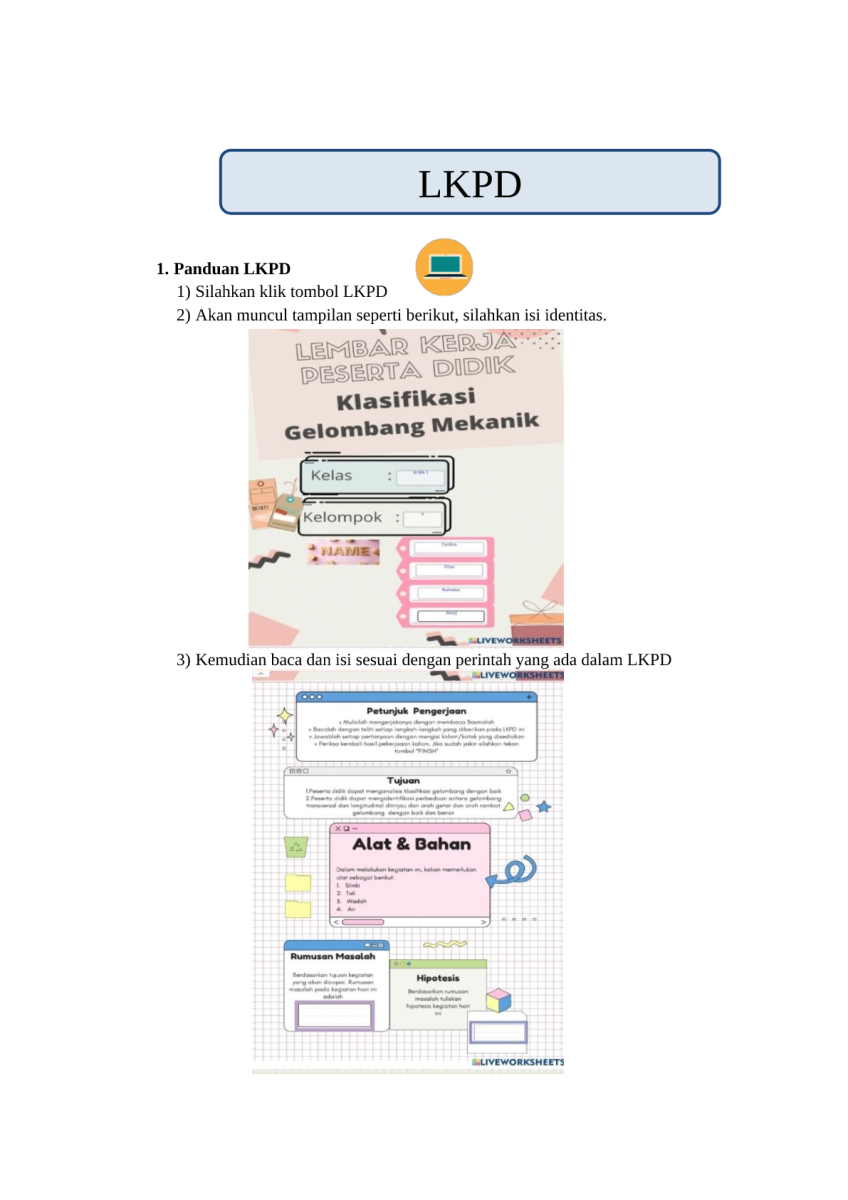 LKPD
1. Panduan LKPD
1) Silahkan klik tombol LKPD
2) Akan muncul tampilan seperti berikut, silahkan isi identitas.
LEMBAR KERJA
PESERTA DIDIK
Klasifikasi
Gelombang Mekanik
Kelas :
Kelompok :
NAME
Cynthia
Nurhaliza
LIVEWORKSHEETS
3) Kemudian baca dan isi sesuai dengan perintah yang ada dalam LKPD
LIVEWORKSHEETS
Petunjuk Pengerjaan
v Mulailah mengerjakanya dengan membaca Basmalah
v Bacalah dengan teliti setiap langkah-langkah yang diberikan pada LKPD ini
v Jawablah setiap pertanyaan dengan mengisi kolom/kotak yang disediakan
v Periksa kembali hasil pekerjaaan kalian. Jika sudah yakin silahkan tekan
tombol "FINISH"
Tujuan
1.Peserta didik dapat menganalisis klasifikasi gelombang dengan baik
2.Peserta didik dapat mengidentifikasi perbedaan antara gelombang
transversal dan longitudinal ditinjau dari arah getar dan arah rambat
gelombang dengan baik dan benar
Alat & Bahan
Dalam melakukan kegiatan ini, kalian memerlukan
alat sebagai berikut:
1. Slinki
2. Tali
3. Wadah
4. Air
Rumusan Masalah
Berdasarkan tujuan kegiatan
yang akan dicapai. Rumusan
masalah pada kegiatan hari ini
adalah
Hipotesis
Berdasarkan rumusan
masalah tuliskan
hipotesis kegiatan hari
ini
LIVEWORKSHEETS